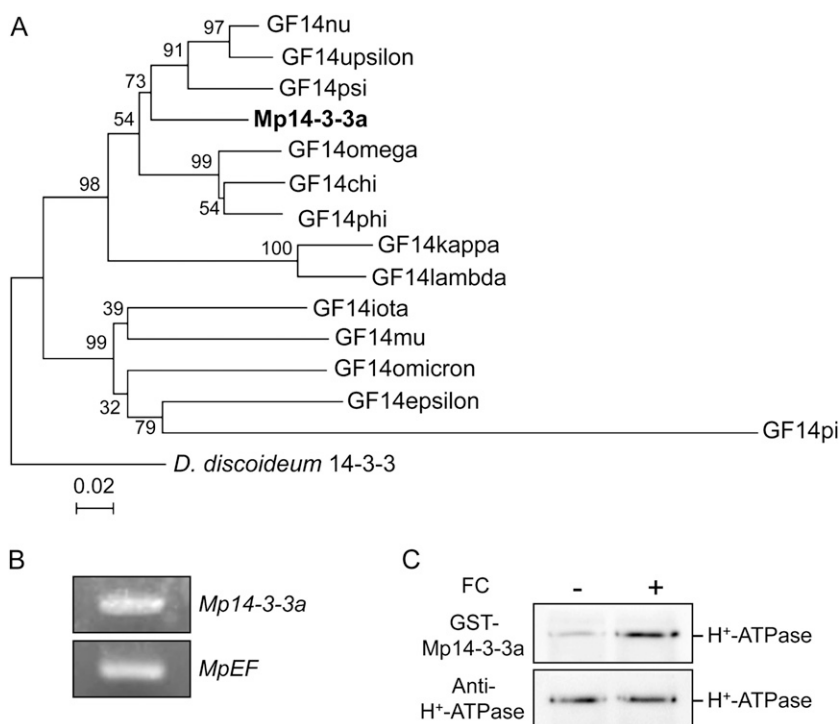 A
GF14nu
97
GF14upsilon
91
GF14psi
73
Mp14-3-3a
54
GF14omega
99
GF14chi
98
54
GF14phi
GF14kappa
100
GF14lambda
GF14iota
39
GF14mu
99
GF14omicron
32
GF14epsilon
79
GF14pi
D. discoideum 14-3-3
0.02
B
Mp14-3-3a
MpEF
C
FC - +
GST-
Mp14-3-3a
H⁺-ATPase
Anti-
H⁺-ATPase
H⁺-ATPase